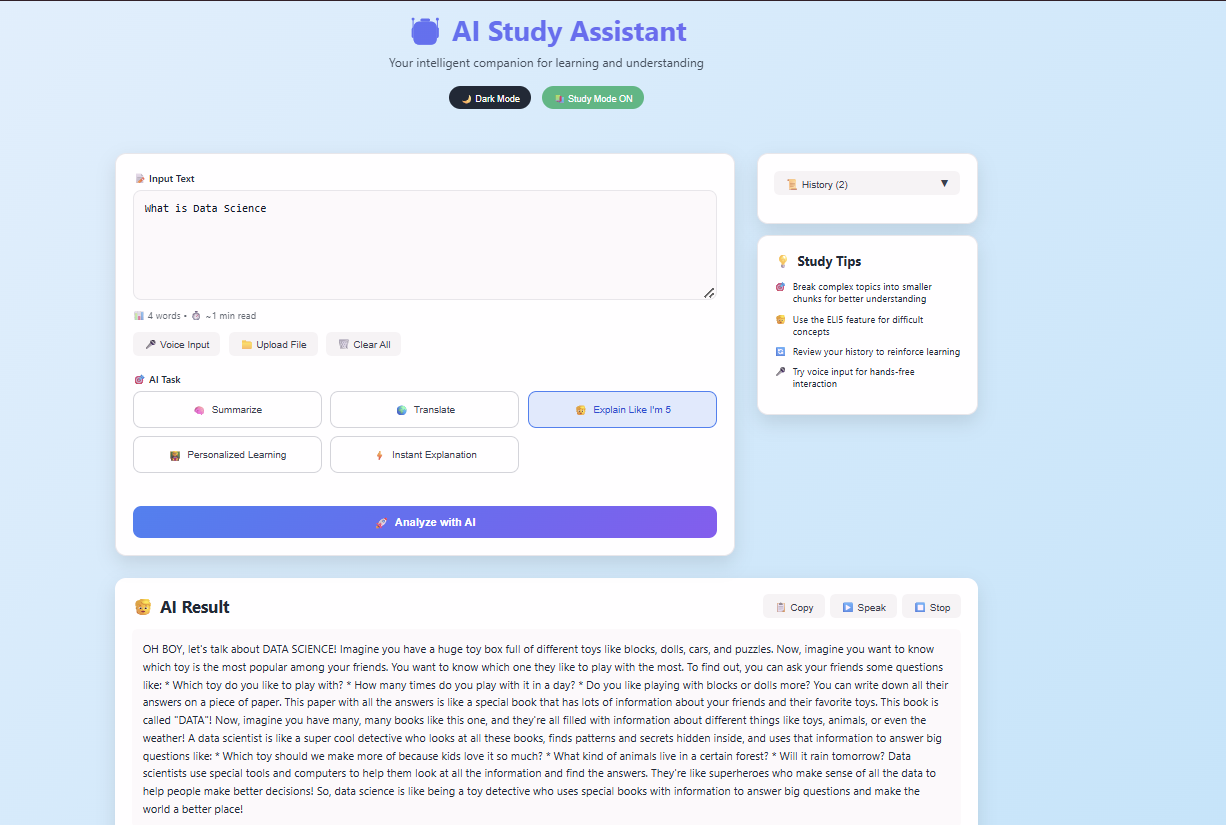 AI Study Assistant
Your intelligent companion for learning and understanding
Dark Mode
Study Mode ON
Input Text
What is Data Science
4 words • ~1 min read
Voice Input
Upload File
Clear All
AI Task
Summarize
Translate
Explain Like I'm 5
Personalized Learning
Instant Explanation
Analyze with AI
History (2)
Study Tips
Break complex topics into smaller
chunks for better understanding
Use the ELI5 feature for difficult
concepts
Review your history to reinforce learning
Try voice input for hands-free
interaction
AI Result
Copy
Speak
Stop
OH BOY, let's talk about DATA SCIENCE! Imagine you have a huge toy box full of different toys like blocks, dolls, cars, and puzzles. Now, imagine you want to know
which toy is the most popular among your friends. You want to know which one they like to play with the most. To find out, you can ask your friends some questions
like: * Which toy do you like to play with? * How many times do you play with it in a day? * Do you like playing with blocks or dolls more? You can write down all their
answers on a piece of paper. This paper with all the answers is like a special book that has lots of information about your friends and their favorite toys. This book is
called "DATA"! Now, imagine you have many, many books like this one, and they're all filled with information about different things like toys, animals, or even the
weather! A data scientist is like a super cool detective who looks at all these books, finds patterns and secrets hidden inside, and uses that information to answer big
questions like: * Which toy should we make more of because kids love it so much? * What kind of animals live in a certain forest? * Will it rain tomorrow? Data
scientists use special tools and computers to help them look at all the information and find the answers. They're like superheroes who make sense of all the data to
help people make better decisions! So, data science is like being a toy detective who uses special books with information to answer big questions and make the
world a better place!